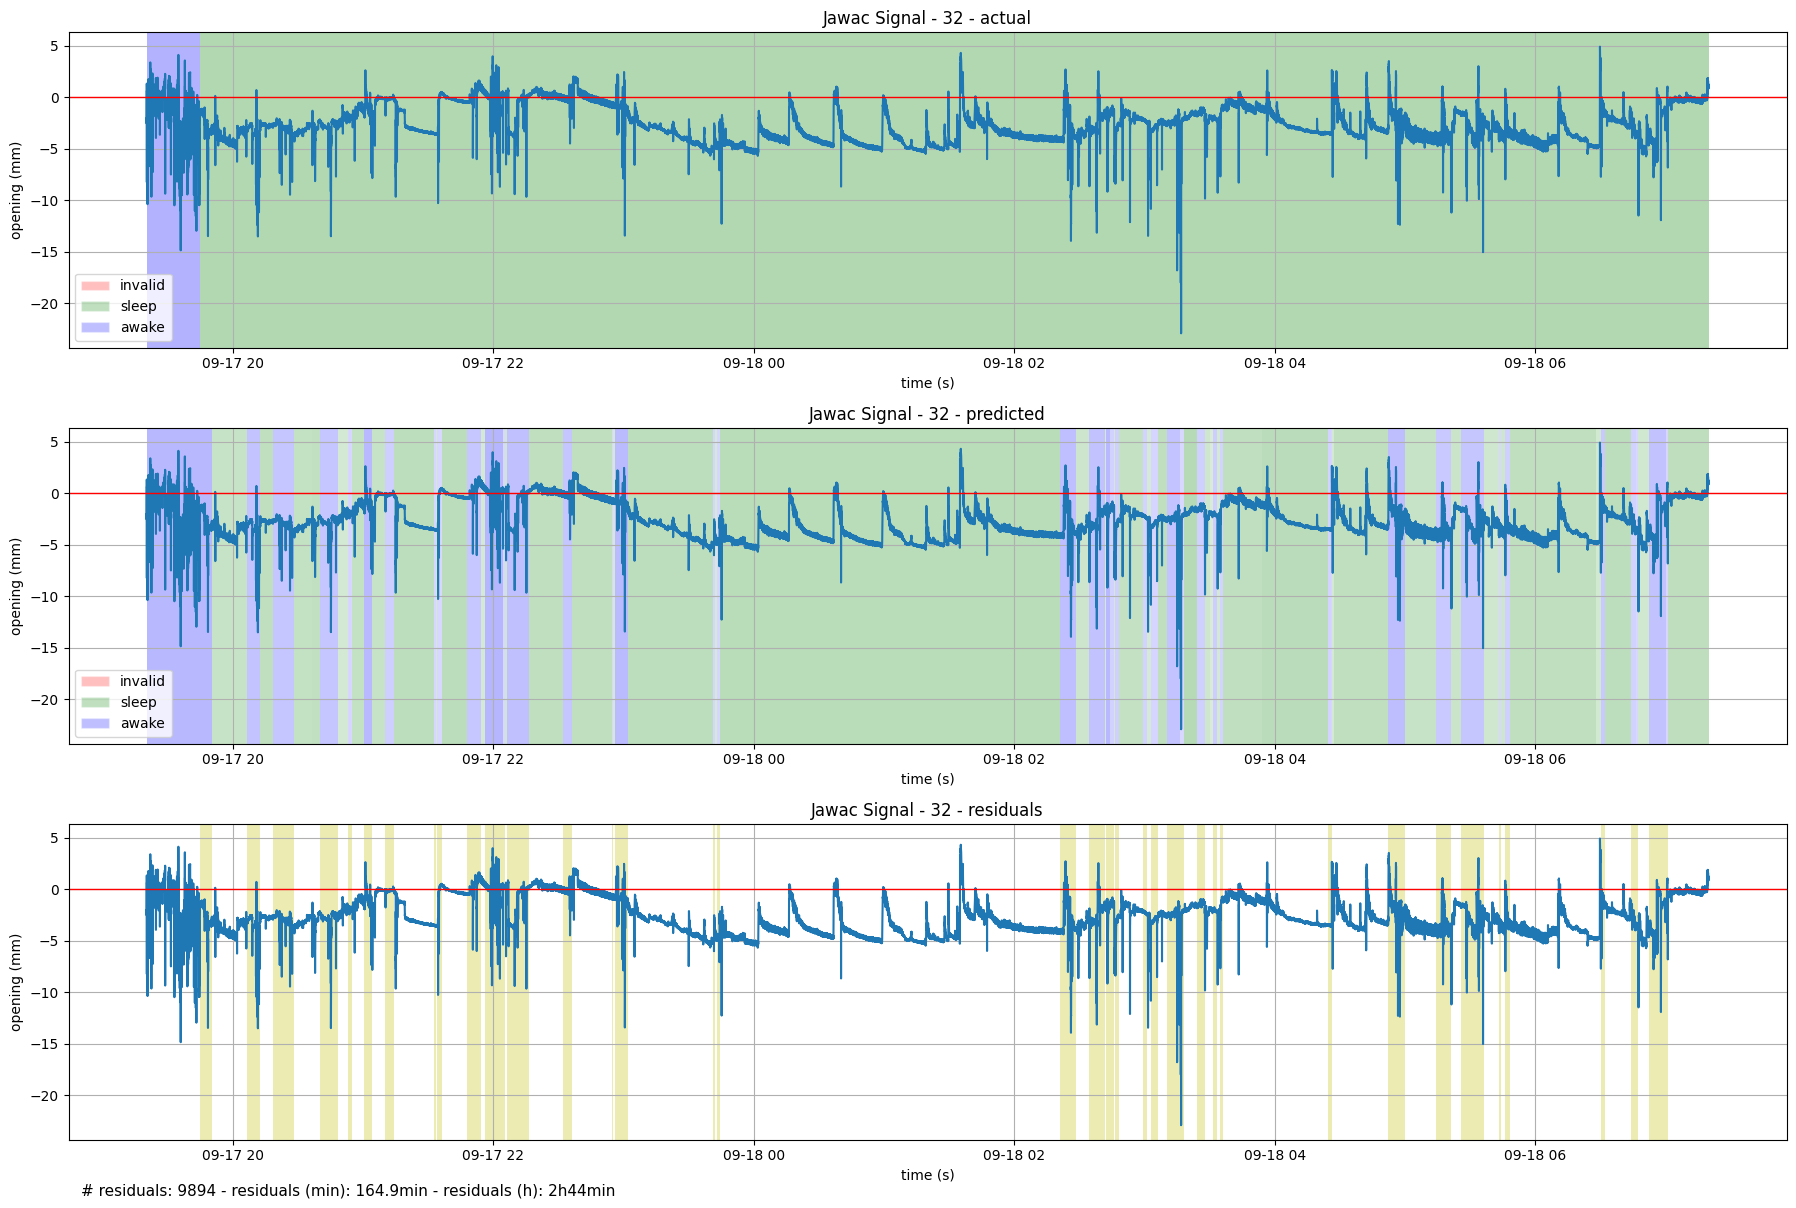 Jawac Signal - 32 - actual
5
0
−5
−10
−15
−20
opening (mm)
invalid
sleep
awake
09-17 20
09-17 22
09-18 00
09-18 02
09-18 04
09-18 06
time (s)
Jawac Signal - 32 - predicted
5
0
−5
−10
−15
−20
opening (mm)
invalid
sleep
awake
09-17 20
09-17 22
09-18 00
09-18 02
09-18 04
09-18 06
time (s)
Jawac Signal - 32 - residuals
5
0
−5
−10
−15
−20
opening (mm)
09-17 20
09-17 22
09-18 00
09-18 02
09-18 04
09-18 06
time (s)
# residuals: 9894 - residuals (min): 164.9min - residuals (h): 2h44min